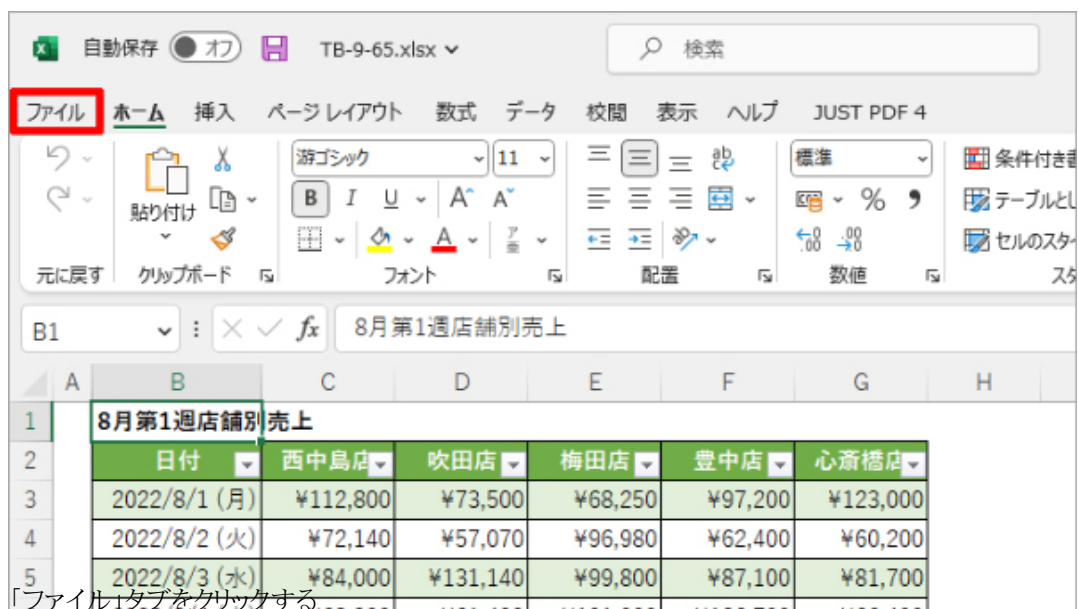 自動保存 オフ TB-9-65.xlsx 検索
ファイル ホーム 挿入 ページ レイアウト 数式 データ 校閲 表示 ヘルプ JUST PDF 4
游ゴシック 11 標準 条件付き
貼り付け B I U A A テーブルとし
A セルのスタ
元に戻す クリップボード フォント 配置 数値
B1 fx 8月第1週店舗別売上
A B C D E F G H
1 8月第1週店舗別売上
2 日付 西中島店 吹田店 梅田店 豊中店 心斎橋店
3 2022/8/1 (月) ¥112,800 ¥73,500 ¥68,250 ¥97,200 ¥123,000
4 2022/8/2 (火) ¥72,140 ¥57,070 ¥96,980 ¥62,400 ¥60,200
5 2022/8/3 (水) ¥84,000 ¥131,140 ¥99,800 ¥87,100 ¥81,700
「ファイル」タブをクリックする